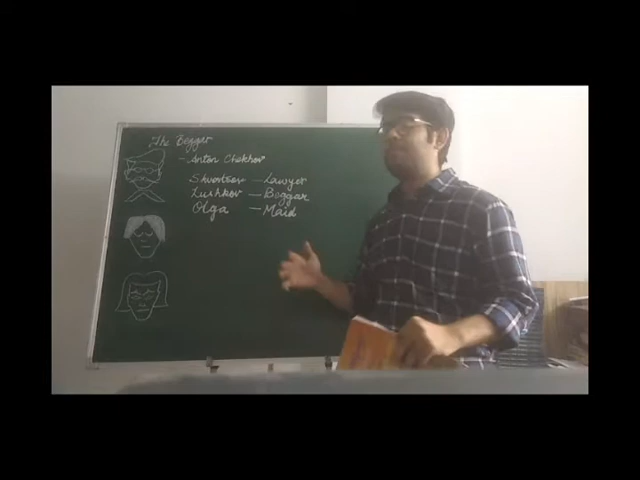 The Beggar
- Anton Chekhov
Skvortsov - Lawyer
Lushkov - Beggar
Olga - Maid